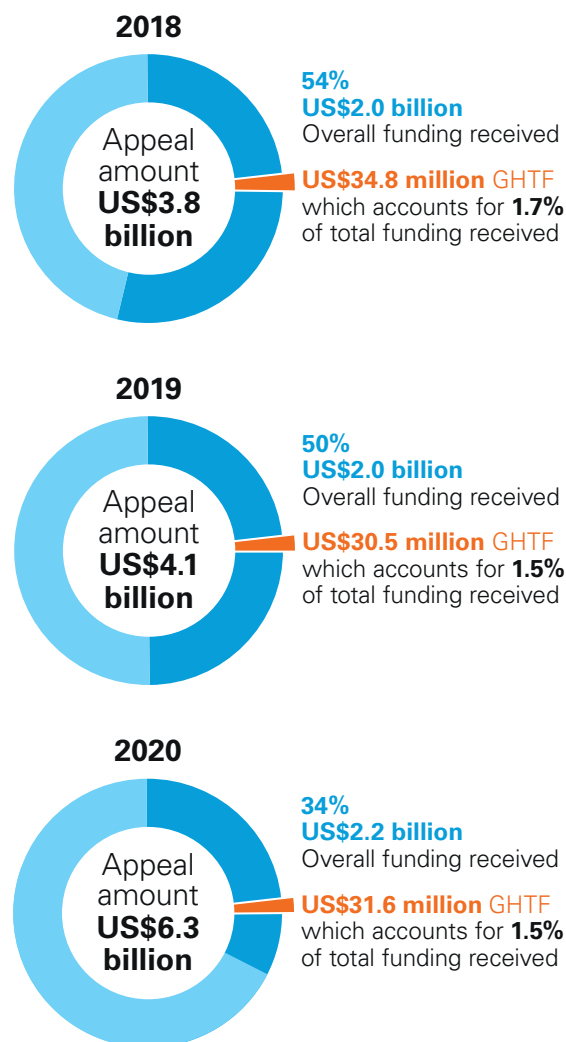 2018
Appeal
amount
US$3.8
billion
54%
US$2.0 billion
Overall funding received
US$34.8 million GHTF
which accounts for 1.7%
of total funding received
2019
Appeal
amount
US$4.1
billion
50%
US$2.0 billion
Overall funding received
US$30.5 million GHTF
which accounts for 1.5%
of total funding received
2020
Appeal
amount
US$6.3
billion
34%
US$2.2 billion
Overall funding received
US$31.6 million GHTF
which accounts for 1.5%
of total funding received